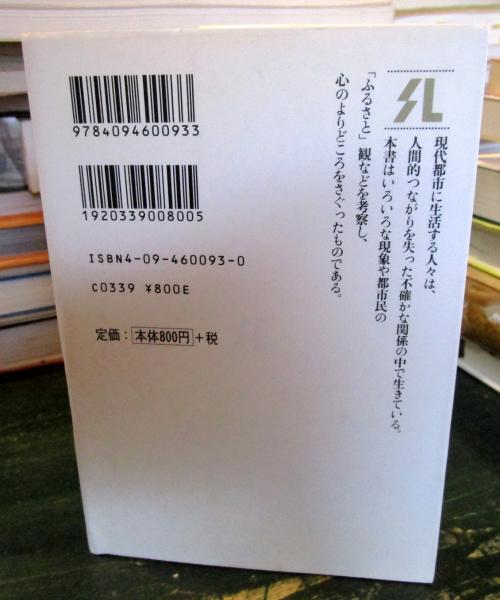 SL
現代都市に生活する人々は、
人間的つながりを失った不確かな関係の中で生きている。
本書はいろいろな現象や都市民の
「ふるさと」観などを考察し、
心のよりどころをさぐったものである。
9784094600933
1920339008005
ISBN4-09-460093-0
C0339 ¥800E
定価：本体800円+税